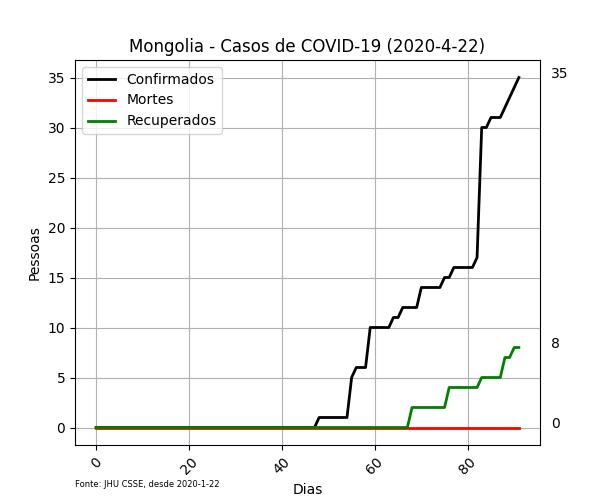 Mongolia - Casos de COVID-19 (2020-4-22)
Confirmados
Mortes
Recuperados
35
30
25
20
15
10
5
0
Pessoas
35
8
0
0
20
40
60
80
Dias
Fonte: JHU CSSE, desde 2020-1-22